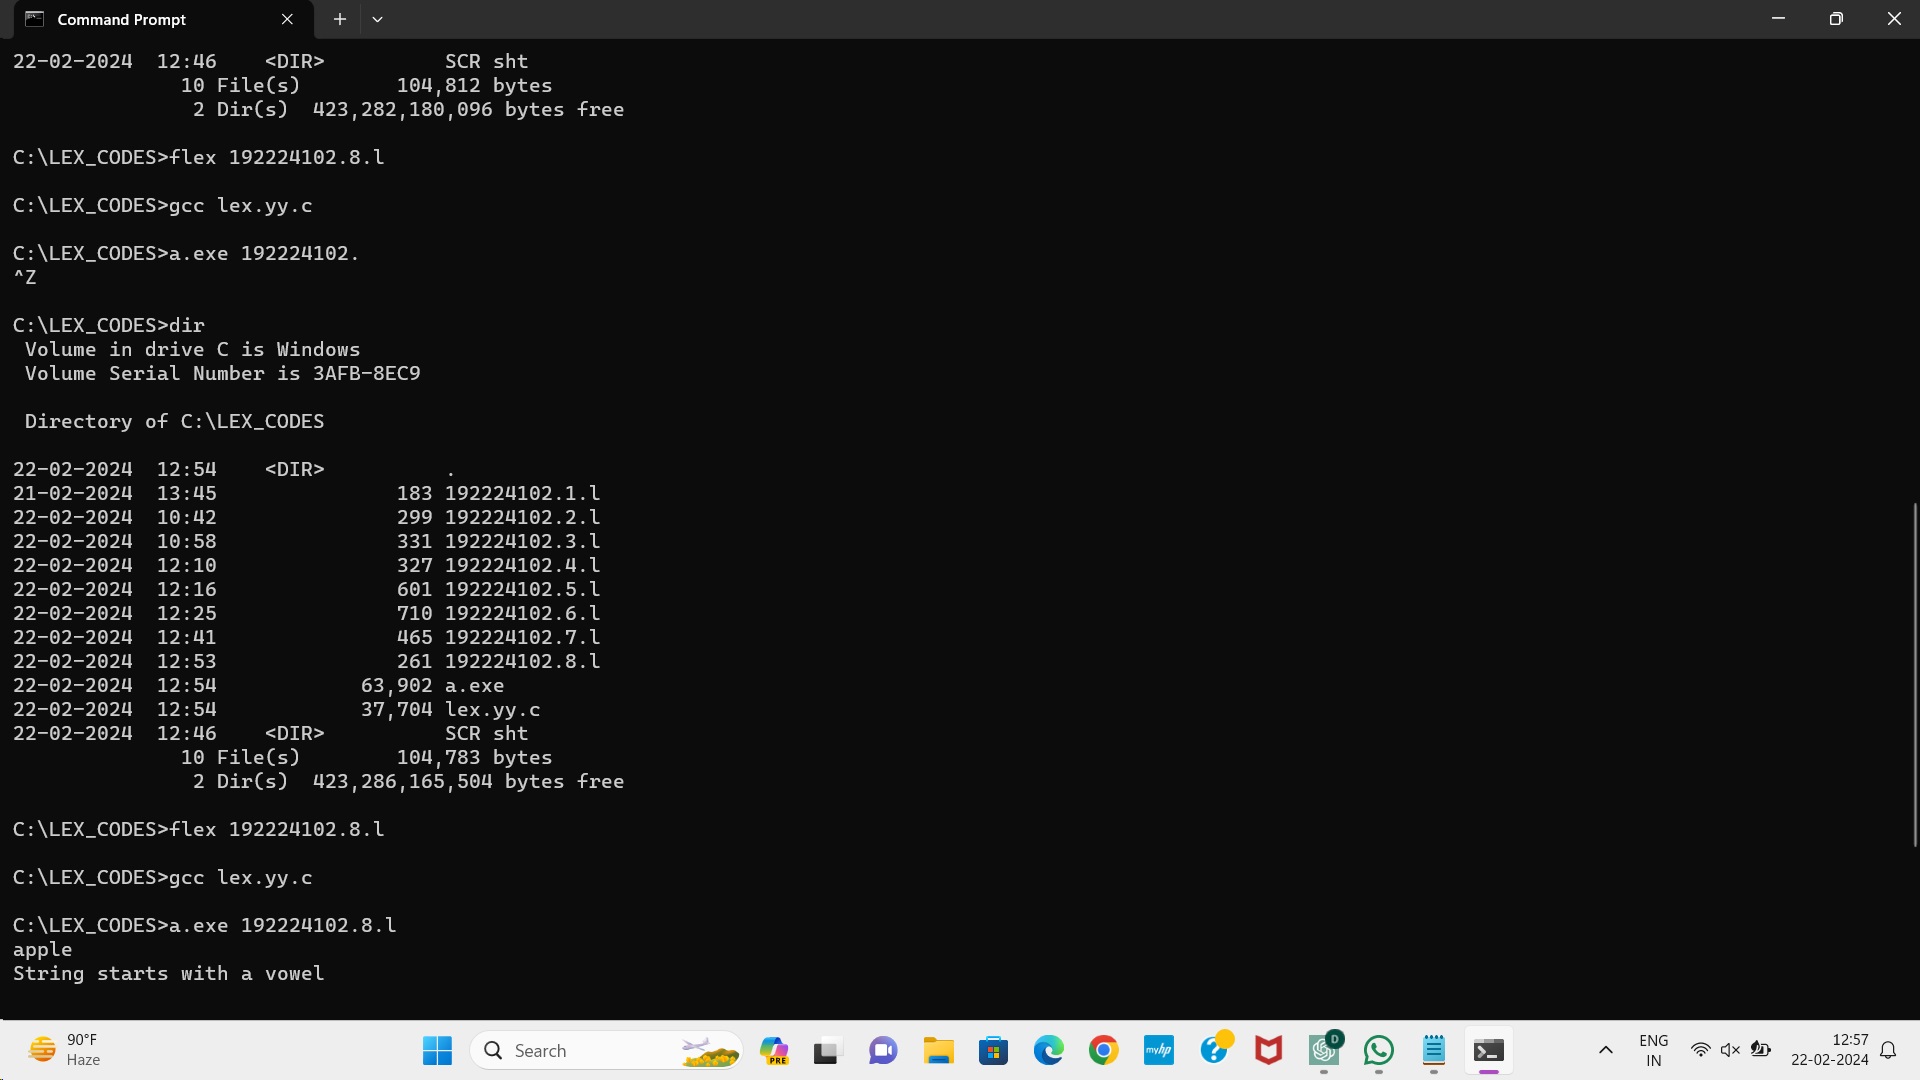 Command Prompt
22-02-2024  12:46    <DIR>          SCR sht
              10 File(s)        104,812 bytes
               2 Dir(s)  423,282,180,096 bytes free
C:\LEX_CODES>flex 192224102.8.l
C:\LEX_CODES>gcc lex.yy.c
C:\LEX_CODES>a.exe 192224102.
^Z
C:\LEX_CODES>dir
 Volume in drive C is Windows
 Volume Serial Number is 3AFB-8EC9
 Directory of C:\LEX_CODES
22-02-2024  12:54    <DIR>          .
21-02-2024  13:45               183 192224102.1.l
22-02-2024  10:42               299 192224102.2.l
22-02-2024  10:58               331 192224102.3.l
22-02-2024  12:10               327 192224102.4.l
22-02-2024  12:16               601 192224102.5.l
22-02-2024  12:25               710 192224102.6.l
22-02-2024  12:41               465 192224102.7.l
22-02-2024  12:53               261 192224102.8.l
22-02-2024  12:54            63,902 a.exe
22-02-2024  12:54            37,704 lex.yy.c
22-02-2024  12:46    <DIR>          SCR sht
              10 File(s)        104,783 bytes
               2 Dir(s)  423,286,165,504 bytes free
C:\LEX_CODES>flex 192224102.8.l
C:\LEX_CODES>gcc lex.yy.c
C:\LEX_CODES>a.exe 192224102.8.l
apple
String starts with a vowel
90°F
Haze
Search
PRE
myhp
D
ENG
IN
12:57
22-02-2024